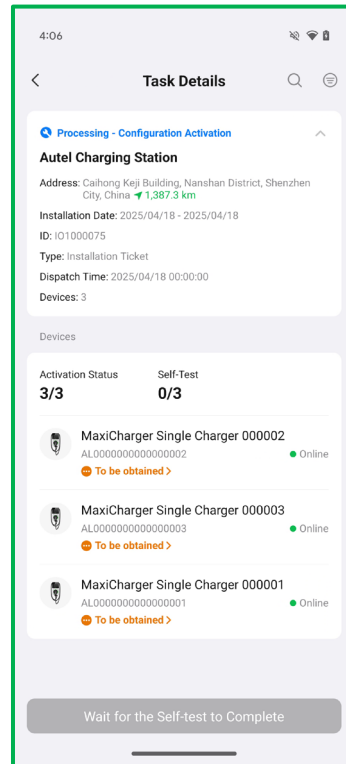 4:06
Task Details
Processing - Configuration Activation
Autel Charging Station
Address: Caihong Keji Building, Nanshan District, Shenzhen
City, China 1,387.3 km
Installation Date: 2025/04/18 - 2025/04/18
ID: IO1000075
Type: Installation Ticket
Dispatch Time: 2025/04/18 00:00:00
Devices: 3
Devices
Activation Status Self-Test
3/3 0/3
MaxiCharger Single Charger 000002
AL0000000000000002 Online
To be obtained >
MaxiCharger Single Charger 000003
AL0000000000000003 Online
To be obtained >
MaxiCharger Single Charger 000001
AL0000000000000001 Online
To be obtained >
Wait for the Self-test to Complete